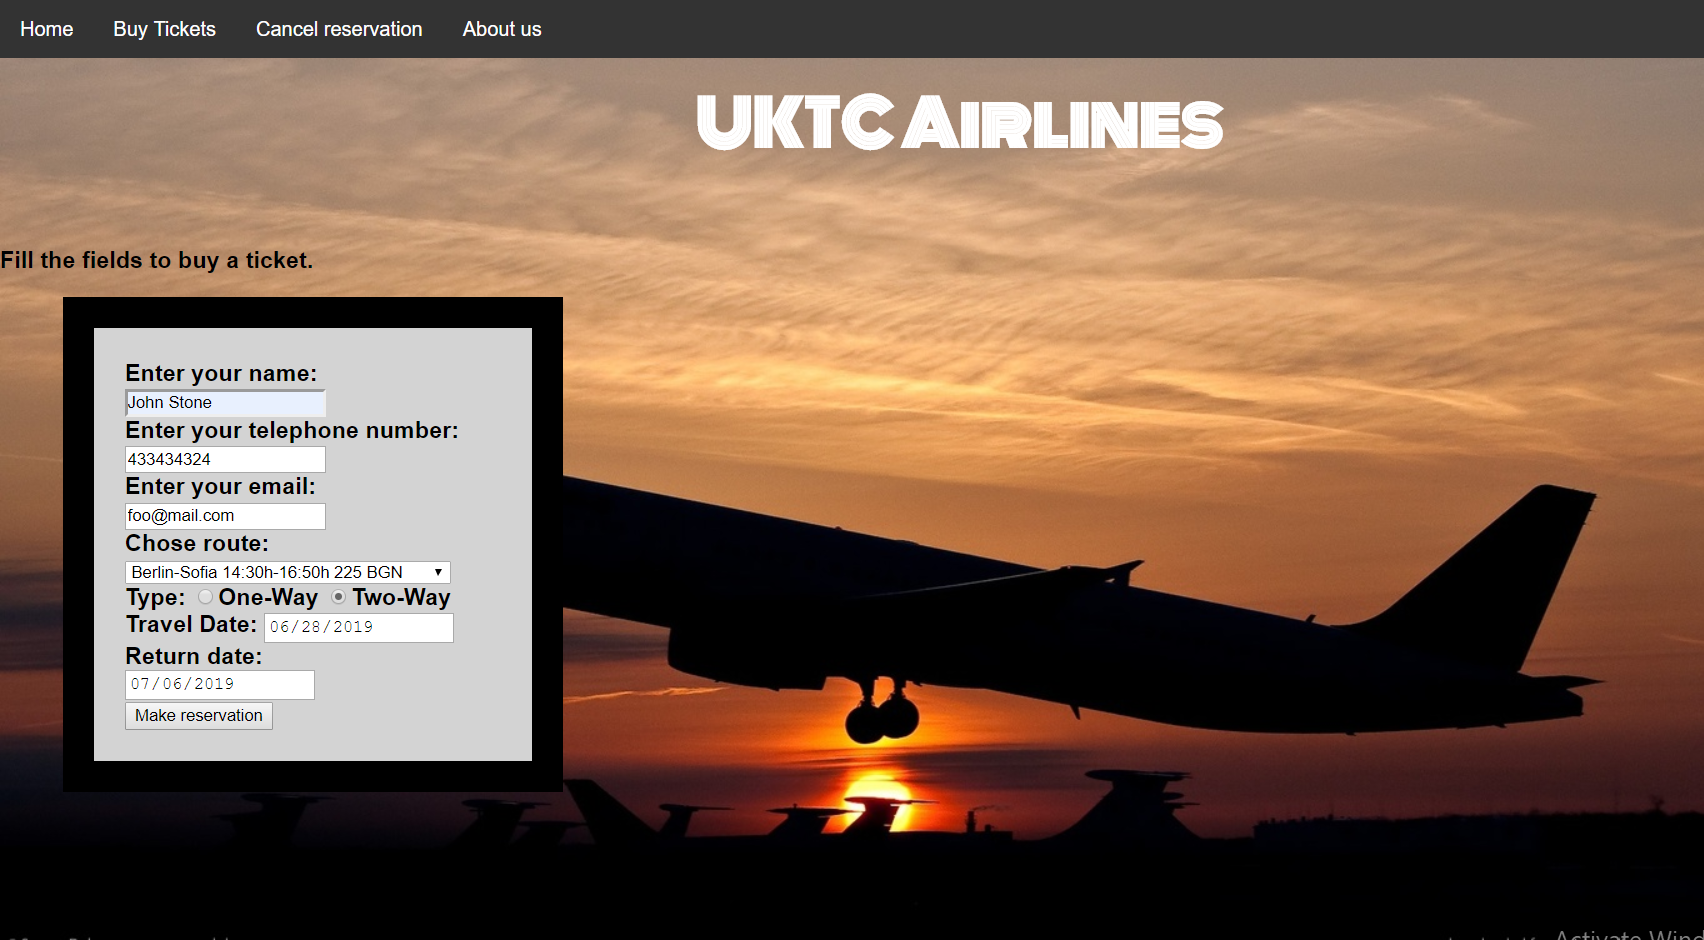 Home Buy Tickets Cancel reservation About us
UKTC AIRLINES
Fill the fields to buy a ticket.
Enter your name:
John Stone
Enter your telephone number:
433434324
Enter your email:
foo@mail.com
Chose route:
Berlin-Sofia 14:30h-16:50h 225 BGN
Type: One-Way Two-Way
Travel Date: 06/28/2019
Return date:
07/06/2019
Make reservation
Activate